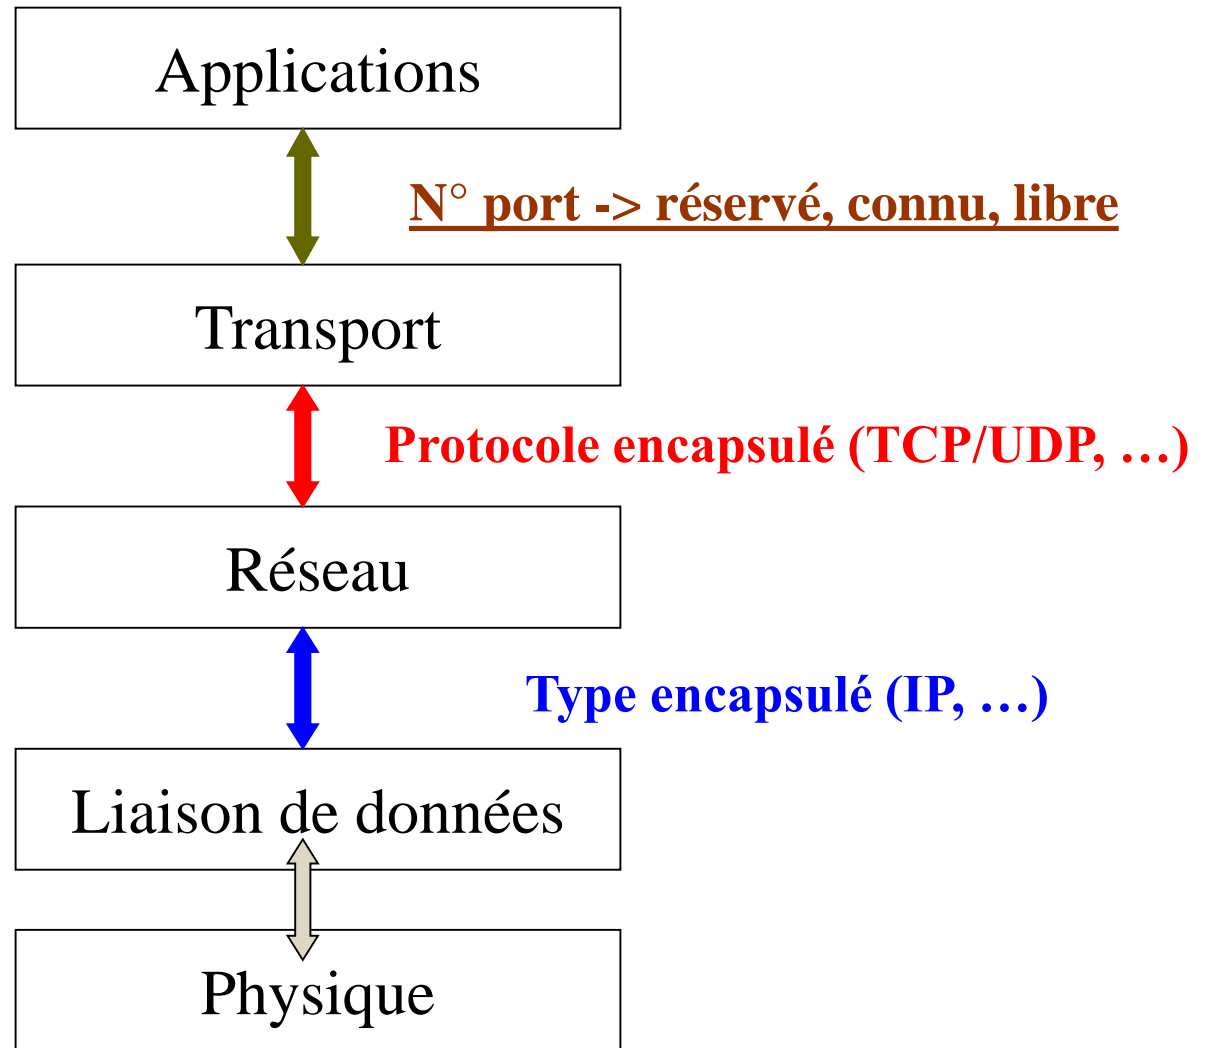 Applications
N° port -> réservé, connu, libre
Transport
Protocole encapsulé (TCP/UDP, …)
Réseau
Type encapsulé (IP, …)
Liaison de données
Physique